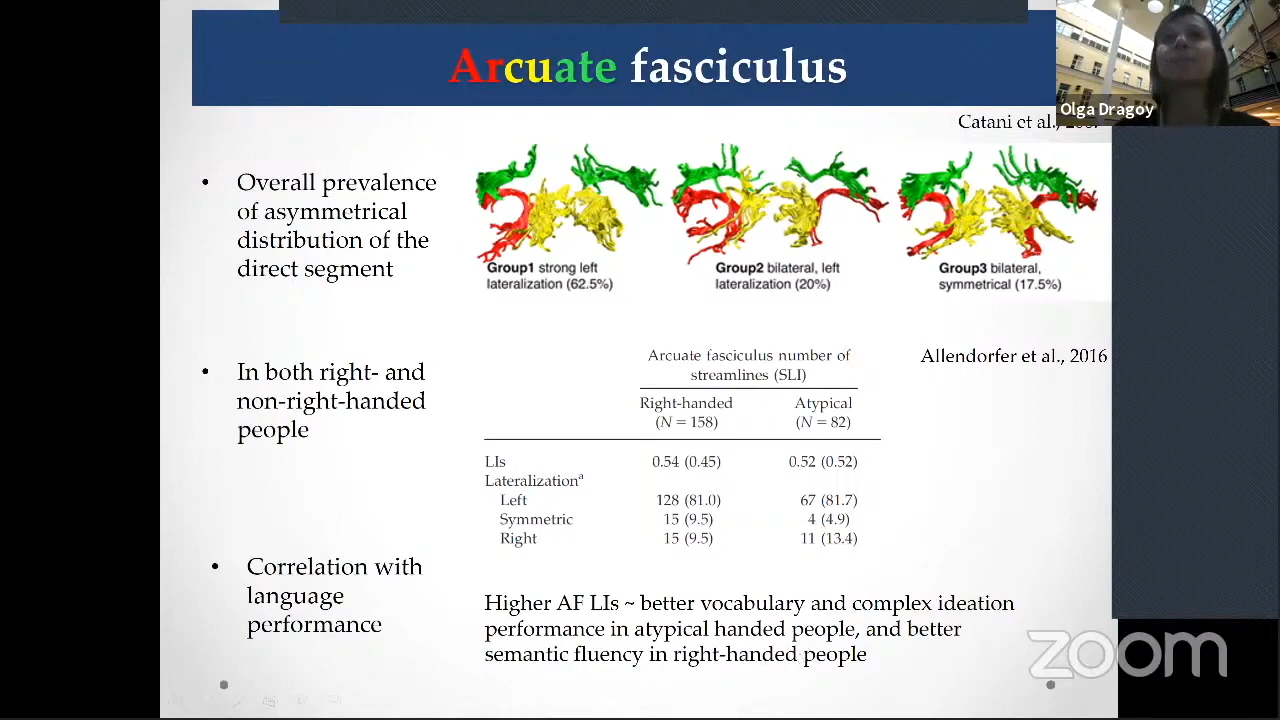 Arcuate fasciculus
Olga Dragoy
Catani et al.,
• Overall prevalence
of asymmetrical
distribution of the
direct segment
Group1 strong left
lateralization (62.5%)
Group2 bilateral, left
lateralization (20%)
Group3 bilateral,
symmetrical (17.5%)
• In both right- and
non-right-handed
people
Allendorfer et al., 2016
Arcuate fasciculus number of
streamlines (SLI)
Right-handed Atypical
(N = 158) (N = 82)
LIs 0.54 (0.45) 0.52 (0.52)
Lateralizationª
Left 128 (81.0) 67 (81.7)
Symmetric 15 (9.5) 4 (4.9)
Right 15 (9.5) 11 (13.4)
• Correlation with
language
performance
Higher AF LIs ~ better vocabulary and complex ideation
performance in atypical handed people, and better
semantic fluency in right-handed people
zoom